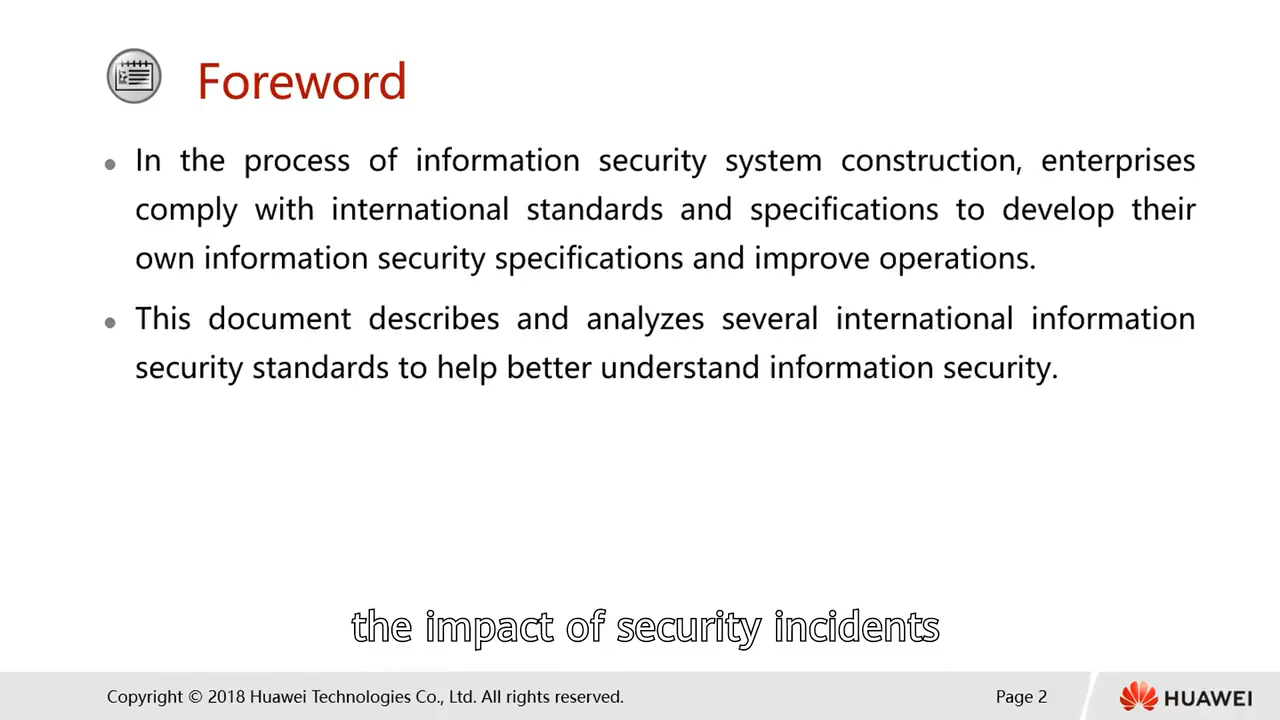 Foreword
• In the process of information security system construction, enterprises
comply with international standards and specifications to develop their
own information security specifications and improve operations.
• This document describes and analyzes several international information
security standards to help better understand information security.
the impact of security incidents
Copyright © 2018 Huawei Technologies Co., Ltd. All rights reserved.
Page 2
HUAWEI